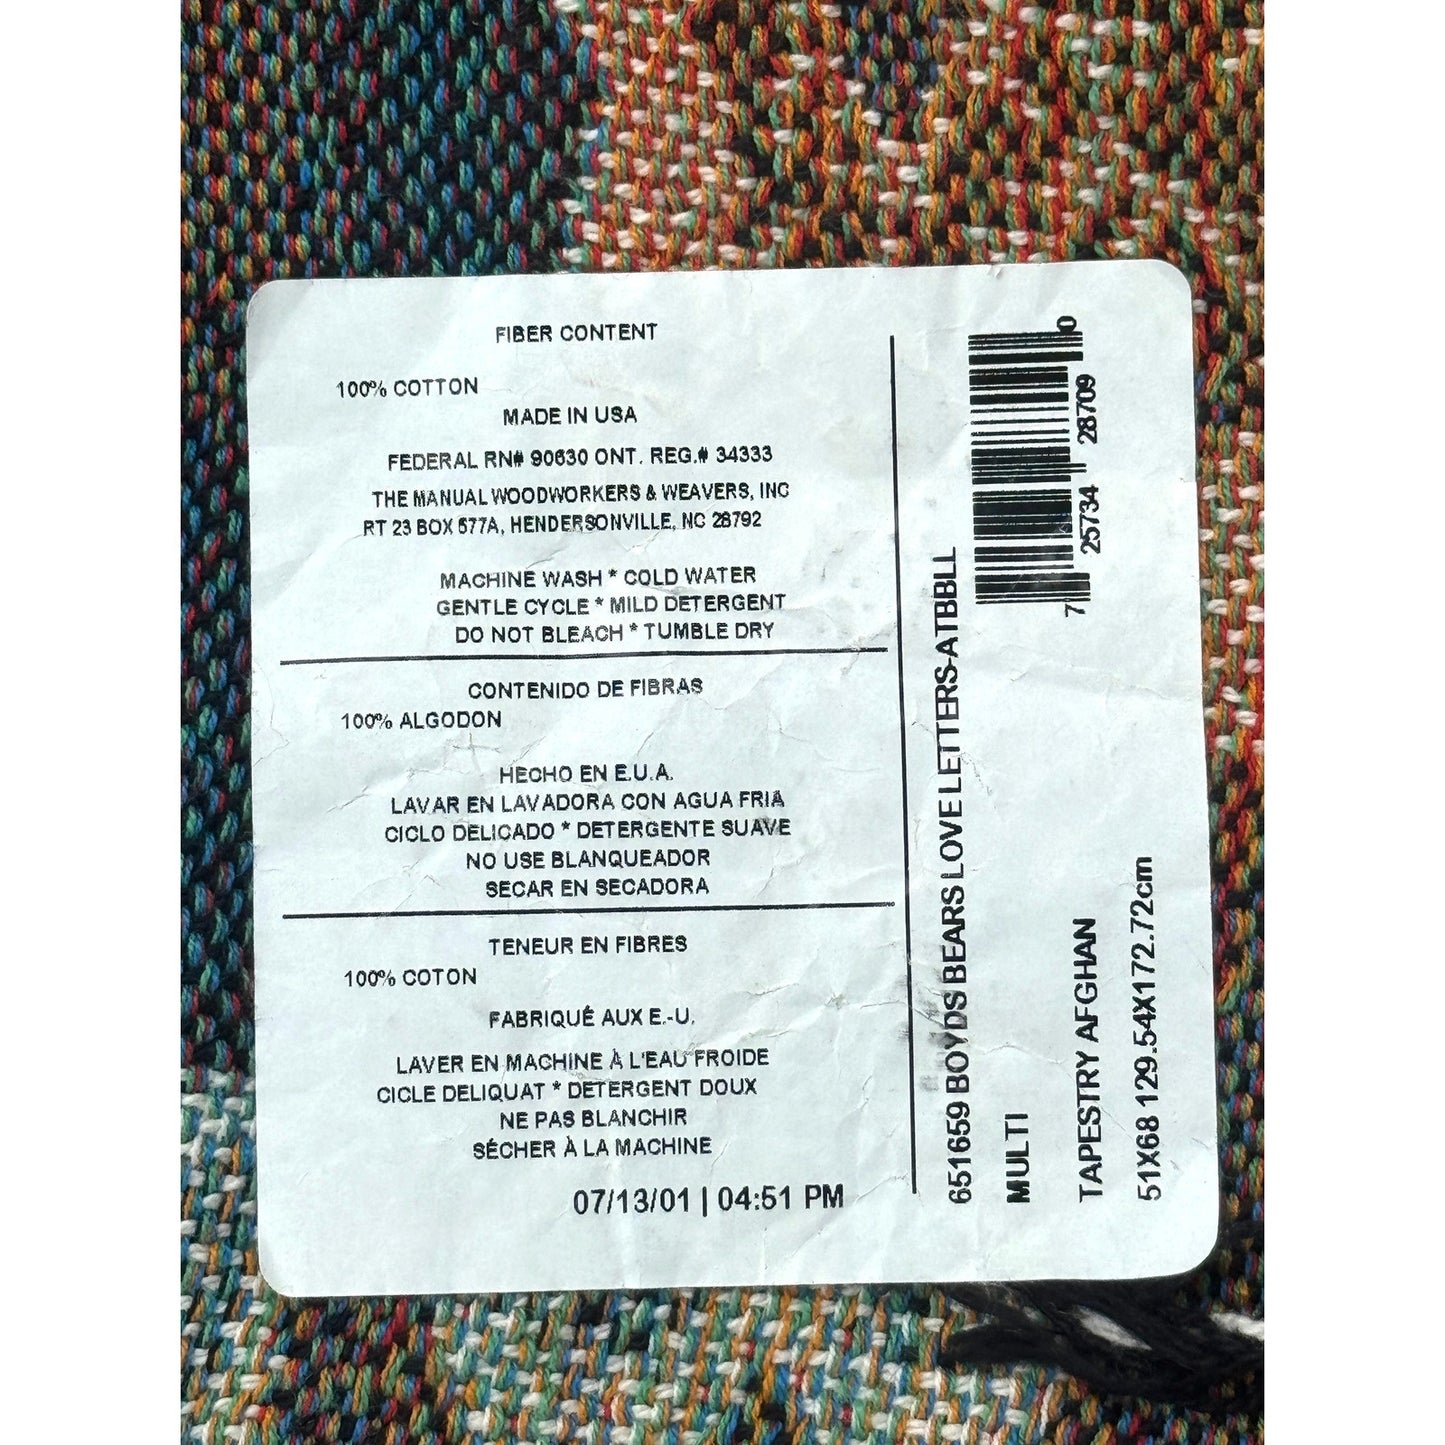 FIBER CONTENT
100% COTTON
MADE IN USA
FEDERAL RN# 90630 ONT. REG.# 34333
THE MANUAL WOODWORKERS & WEAVERS, INC
RT 23 BOX 677A, HENDERSONVILLE, NC 28792
MACHINE WASH * COLD WATER
GENTLE CYCLE * MILD DETERGENT
DO NOT BLEACH * TUMBLE DRY
CONTENIDO DE FIBRAS
100% ALGODON
HECHO EN E.U.A.
LAVAR EN LAVADORA CON AGUA FRIA
CICLO DELICADO * DETERGENTE SUAVE
NO USE BLANQUEADOR
SECAR EN SECADORA
TENEUR EN FIBRES
100% COTON
FABRIQUÉ AUX E.-U.
LAVER EN MACHINE À L'EAU FROIDE
CICLE DELIQUAT * DETERGENT DOUX
NE PAS BLANCHIR
SÉCHER À LA MACHINE
07/13/01 | 04:51 PM
651659 BOYDS BEARS LOVE LETTERS-ATBBLL
MULTI
TAPESTRY AFGHAN
51X68 129.54X172.72cm
7 25734 28709 0